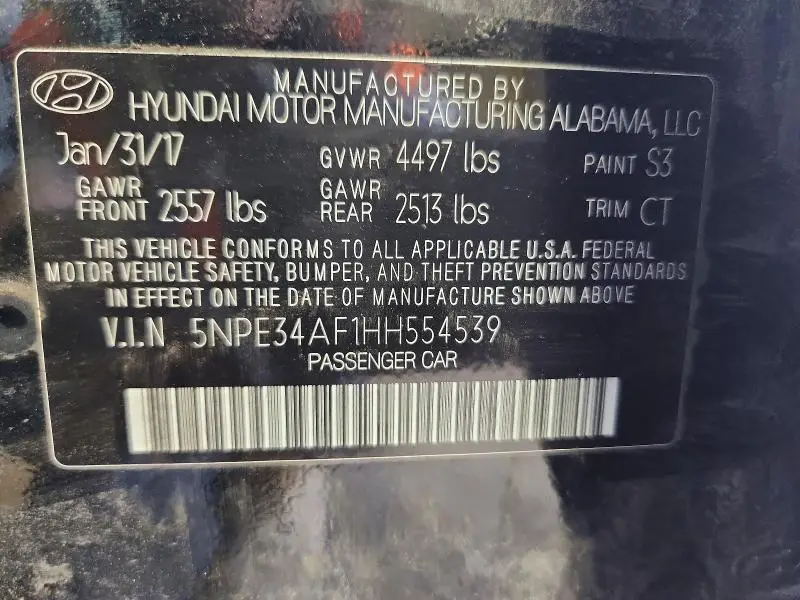 MANUFACTURED BY
HYUNDAI MOTOR MANUFACTURING ALABAMA, LLC
Jan/31/17 GVWR 4497 lbs PAINT S3
GAWR FRONT 2557 lbs GAWR REAR 2513 lbs TRIM CT
THIS VEHICLE CONFORMS TO ALL APPLICABLE U.S.A. FEDERAL
MOTOR VEHICLE SAFETY, BUMPER, AND THEFT PREVENTION STANDARDS
IN EFFECT ON THE DATE OF MANUFACTURE SHOWN ABOVE
V.I.N 5NPE34AF1HH554539
PASSENGER CAR